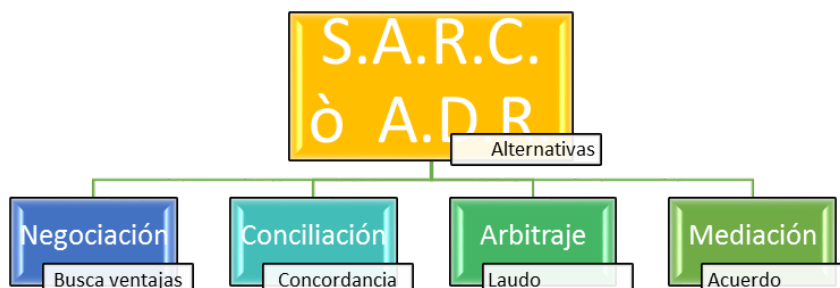 S.A.R.C.
ò A.D.R
Alternativas
Negociación
Busca ventajas
Conciliación
Concordancia
Arbitraje
Laudo
Mediación
Acuerdo